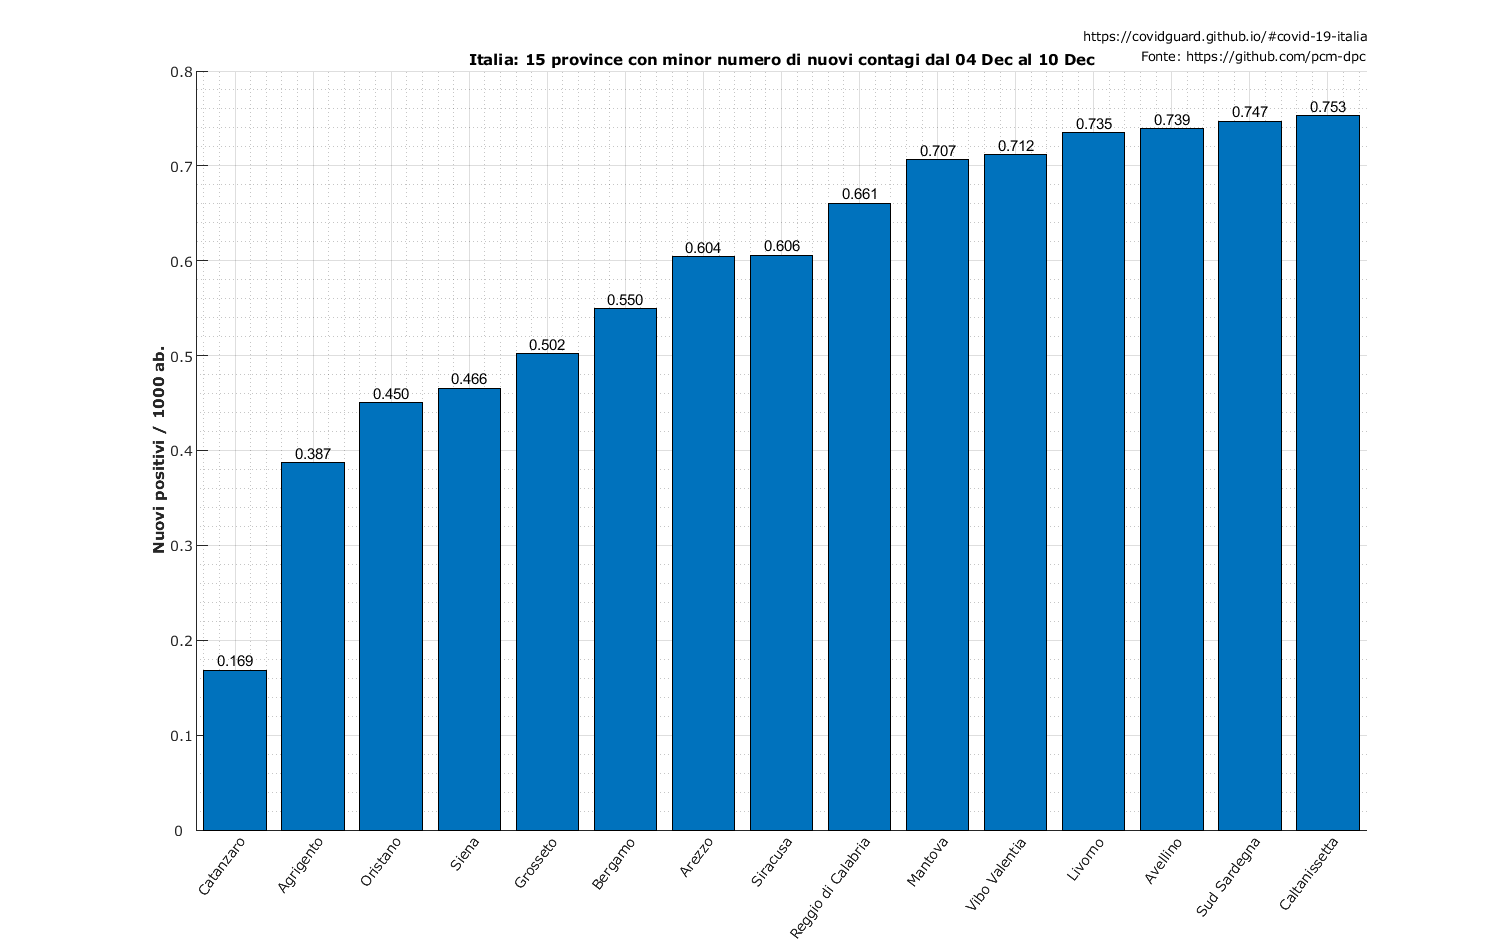 https://covidguard.github.io/#covid-19-italia
Italia: 15 province con minor numero di nuovi contagi dal 04 Dec al 10 Dec
Fonte: https://github.com/pcm-dpc
Nuovi positivi / 1000 ab.
0.8
0.7
0.6
0.5
0.4
0.3
0.2
0.1
0
0.169
0.387
0.450
0.466
0.502
0.550
0.604
0.606
0.661
0.707
0.712
0.735
0.739
0.747
0.753
Catanzaro
Agrigento
Oristano
Siena
Grosseto
Bergamo
Arezzo
Siracusa
Reggio di Calabria
Mantova
Vibo Valentia
Livorno
Avellino
Sud Sardegna
Caltanissetta